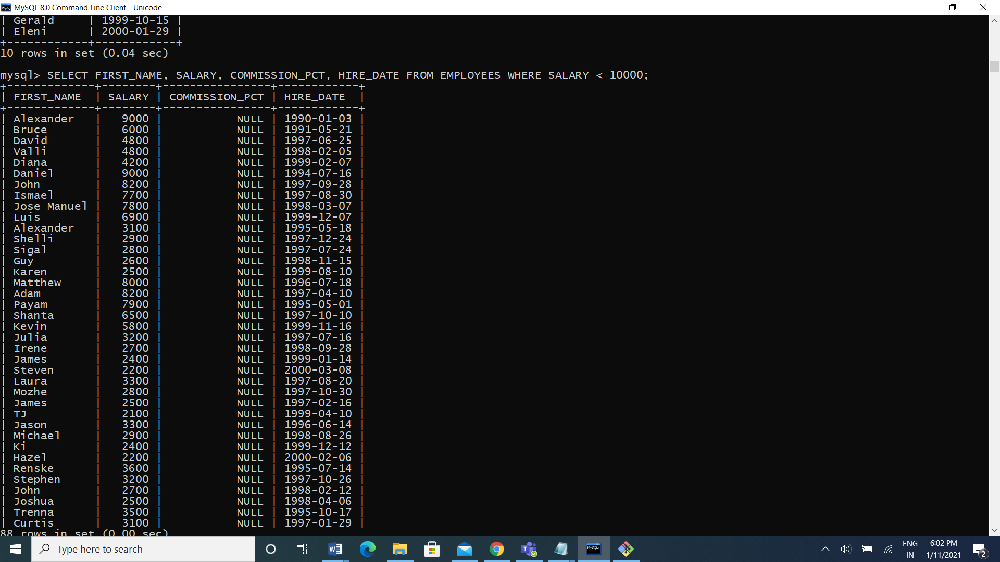 MySQL 8.0 Command Line Client - Unicode
| Gerald     | 1999-10-15 |
| Eleni      | 2000-01-29 |
+------------+------------+
10 rows in set (0.04 sec)
mysql> SELECT FIRST_NAME, SALARY, COMMISSION_PCT, HIRE_DATE FROM EMPLOYEES WHERE SALARY < 10000;
+-------------+--------+----------------+------------+
| FIRST_NAME  | SALARY | COMMISSION_PCT | HIRE_DATE  |
+-------------+--------+----------------+------------+
| Alexander   |   9000 |           NULL | 1990-01-03 |
| Bruce       |   6000 |           NULL | 1991-05-21 |
| David       |   4800 |           NULL | 1997-06-25 |
| Valli       |   4800 |           NULL | 1998-02-05 |
| Diana       |   4200 |           NULL | 1999-02-07 |
| Daniel      |   9000 |           NULL | 1994-07-16 |
| John        |   8200 |           NULL | 1997-09-28 |
| Ismael      |   7700 |           NULL | 1997-08-30 |
| Jose Manuel |   7800 |           NULL | 1998-03-07 |
| Luis        |   6900 |           NULL | 1999-12-07 |
| Alexander   |   3100 |           NULL | 1995-05-18 |
| Shelli      |   2900 |           NULL | 1997-12-24 |
| Sigal       |   2800 |           NULL | 1997-07-24 |
| Guy         |   2600 |           NULL | 1998-11-15 |
| Karen       |   2500 |           NULL | 1999-08-10 |
| Matthew     |   8000 |           NULL | 1996-07-18 |
| Adam        |   8200 |           NULL | 1997-04-10 |
| Payam       |   7900 |           NULL | 1995-05-01 |
| Shanta      |   6500 |           NULL | 1997-10-10 |
| Kevin       |   5800 |           NULL | 1999-11-16 |
| Julia       |   3200 |           NULL | 1997-07-16 |
| Irene       |   2700 |           NULL | 1998-09-28 |
| James       |   2400 |           NULL | 1999-01-14 |
| Steven      |   2200 |           NULL | 2000-03-08 |
| Laura       |   3300 |           NULL | 1997-08-20 |
| Mozhe       |   2800 |           NULL | 1997-10-30 |
| James       |   2500 |           NULL | 1997-02-16 |
| TJ          |   2100 |           NULL | 1999-04-10 |
| Jason       |   3300 |           NULL | 1996-06-14 |
| Michael     |   2900 |           NULL | 1998-08-26 |
| Ki          |   2400 |           NULL | 1999-12-12 |
| Hazel       |   2200 |           NULL | 2000-02-06 |
| Renske      |   3600 |           NULL | 1995-07-14 |
| Stephen     |   3200 |           NULL | 1997-10-26 |
| John        |   2700 |           NULL | 1998-02-12 |
| Joshua      |   2500 |           NULL | 1998-04-06 |
| Trenna      |   3500 |           NULL | 1995-10-17 |
| Curtis      |   3100 |           NULL | 1997-01-29 |
88 rows in set (0.00 sec)
Type here to search
ENG
IN
6:02 PM
1/11/2021
2